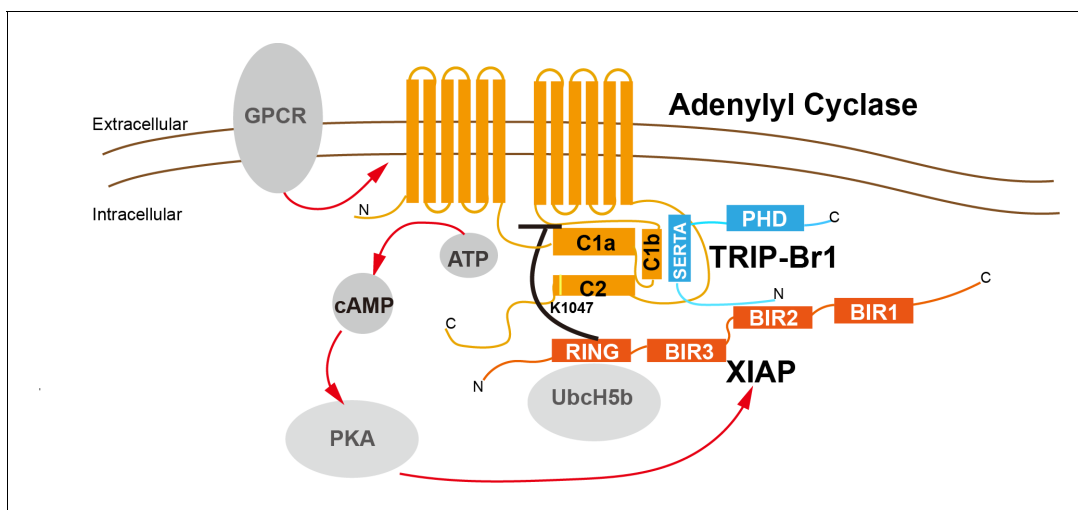 GPCR
Adenylyl Cyclase
Extracellular
Intracellular
N
PHD
C
C1a
C1b
SERTA
TRIP-Br1
ATP
C2
K1047
N
C
cAMP
BIR2
BIR1
C
RING
BIR3
XIAP
N
UbcH5b
PKA